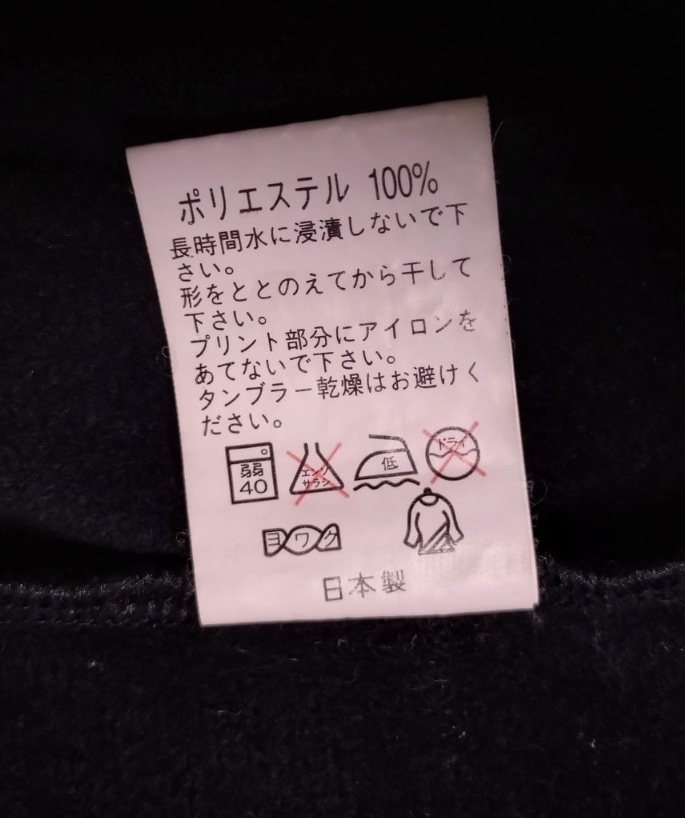 ポリエステル 100%
長時間水に浸漬しないで下
さい。
形をととのえてから干して
下さい。
プリント部分にアイロンを
あてないで下さい。
タンブラー乾燥はお避けく
ださい。
弱
40
エンソ
サラシ
低
ドライ
ヨワク
日本製